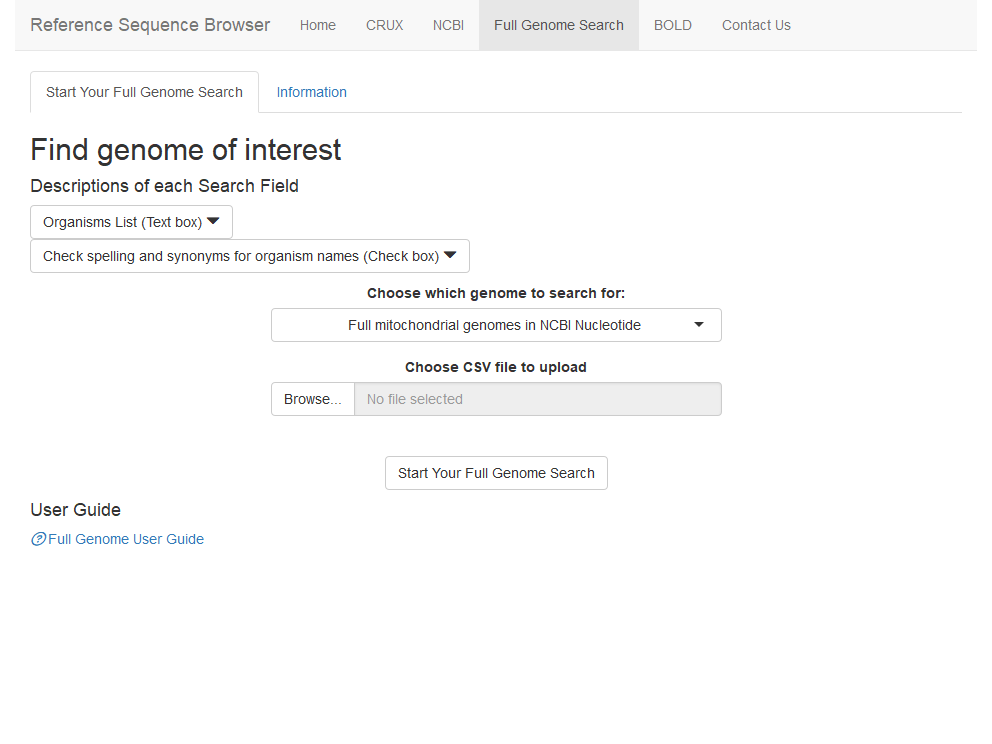 Reference Sequence Browser Home CRUX NCBI Full Genome Search BOLD Contact Us
Start Your Full Genome Search Information
Find genome of interest
Descriptions of each Search Field
Organisms List (Text box)
Check spelling and synonyms for organism names (Check box)
Choose which genome to search for:
Full mitochondrial genomes in NCBI Nucleotide
Choose CSV file to upload
Browse... No file selected
Start Your Full Genome Search
User Guide
Full Genome User Guide